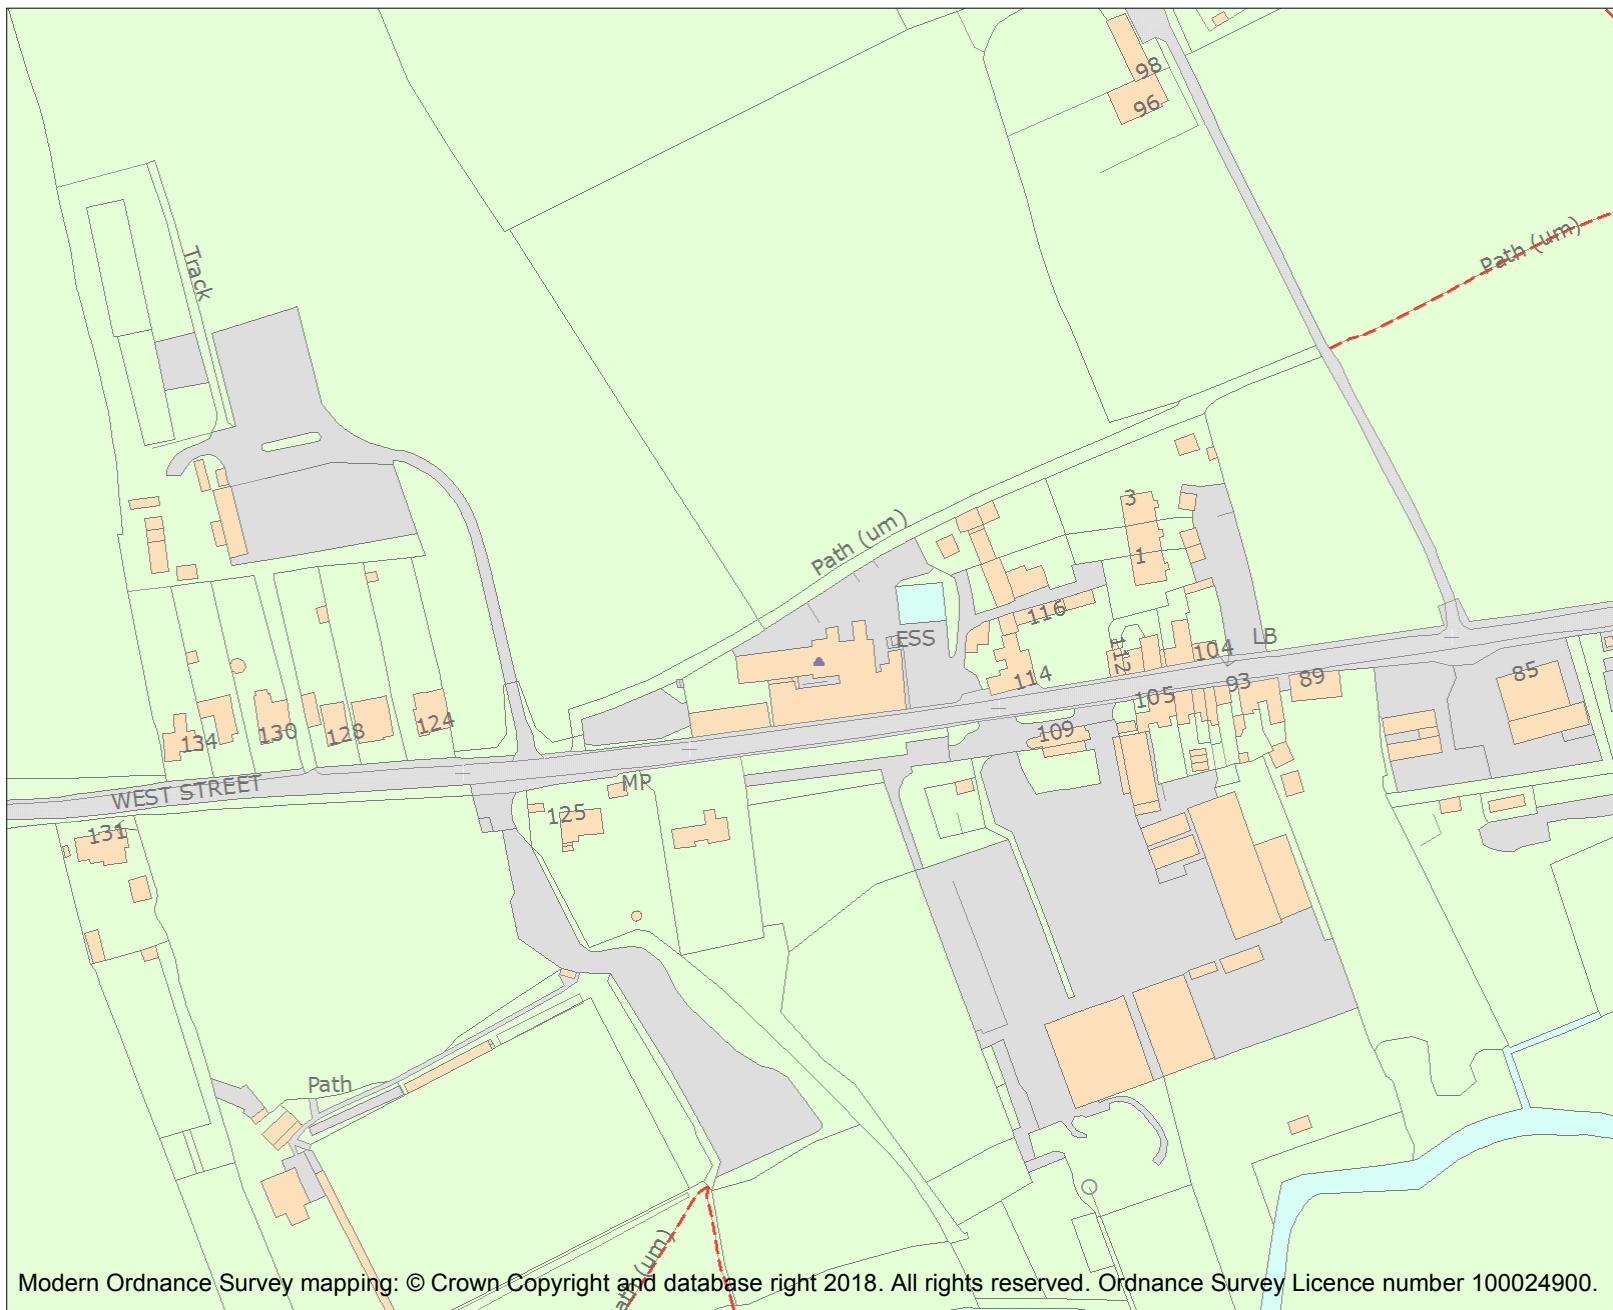 98
96
Path (um)
Track
Path (um)
3
1
ESS
116
112
104
LB
114
105
93
89
85
134
130
128
124
109
WEST STREET
MP
125
131
Path
Path (um)
Modern Ordnance Survey mapping: © Crown Copyright and database right 2018. All rights reserved. Ordnance Survey Licence number 100024900.